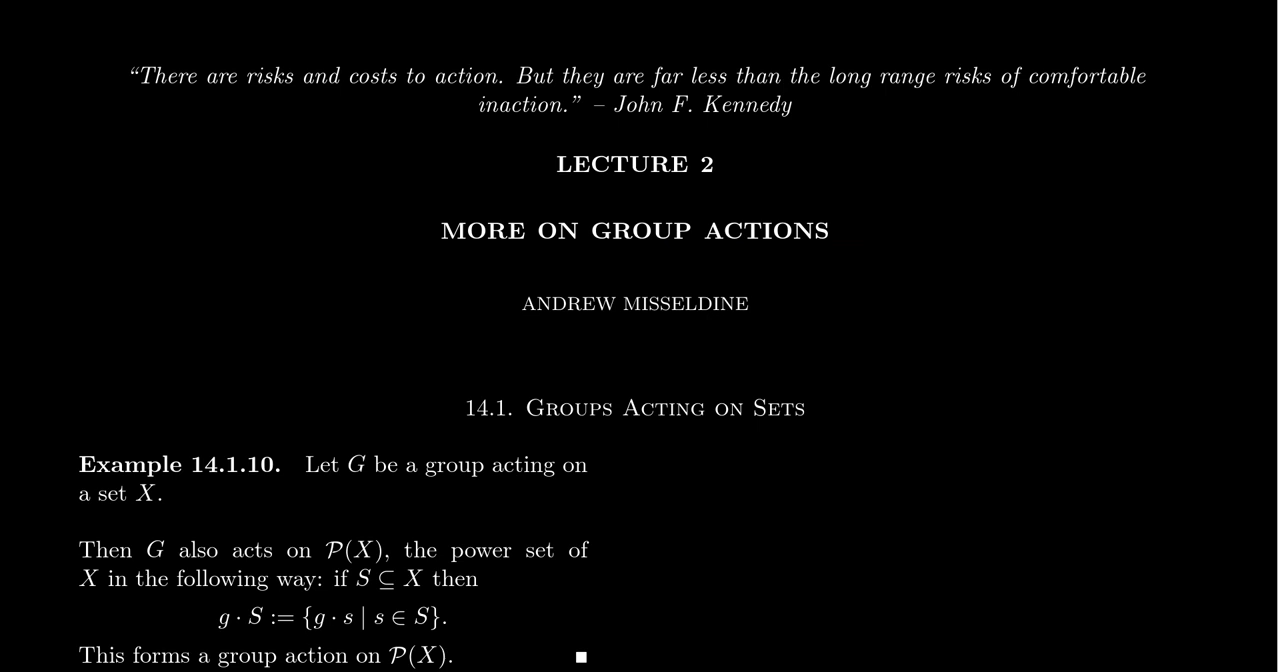 “There are risks and costs to action. But they are far less than the long range risks of comfortable
inaction.” – John F. Kennedy
LECTURE 2
MORE ON GROUP ACTIONS
ANDREW MISSELDINE
14.1. Groups Acting on Sets
Example 14.1.10. Let G be a group acting on
a set X.
Then G also acts on 𝒫(X), the power set of
X in the following way: if S ⊆ X then
g · S := {g · s | s ∈ S}.
This forms a group action on 𝒫(X). ■